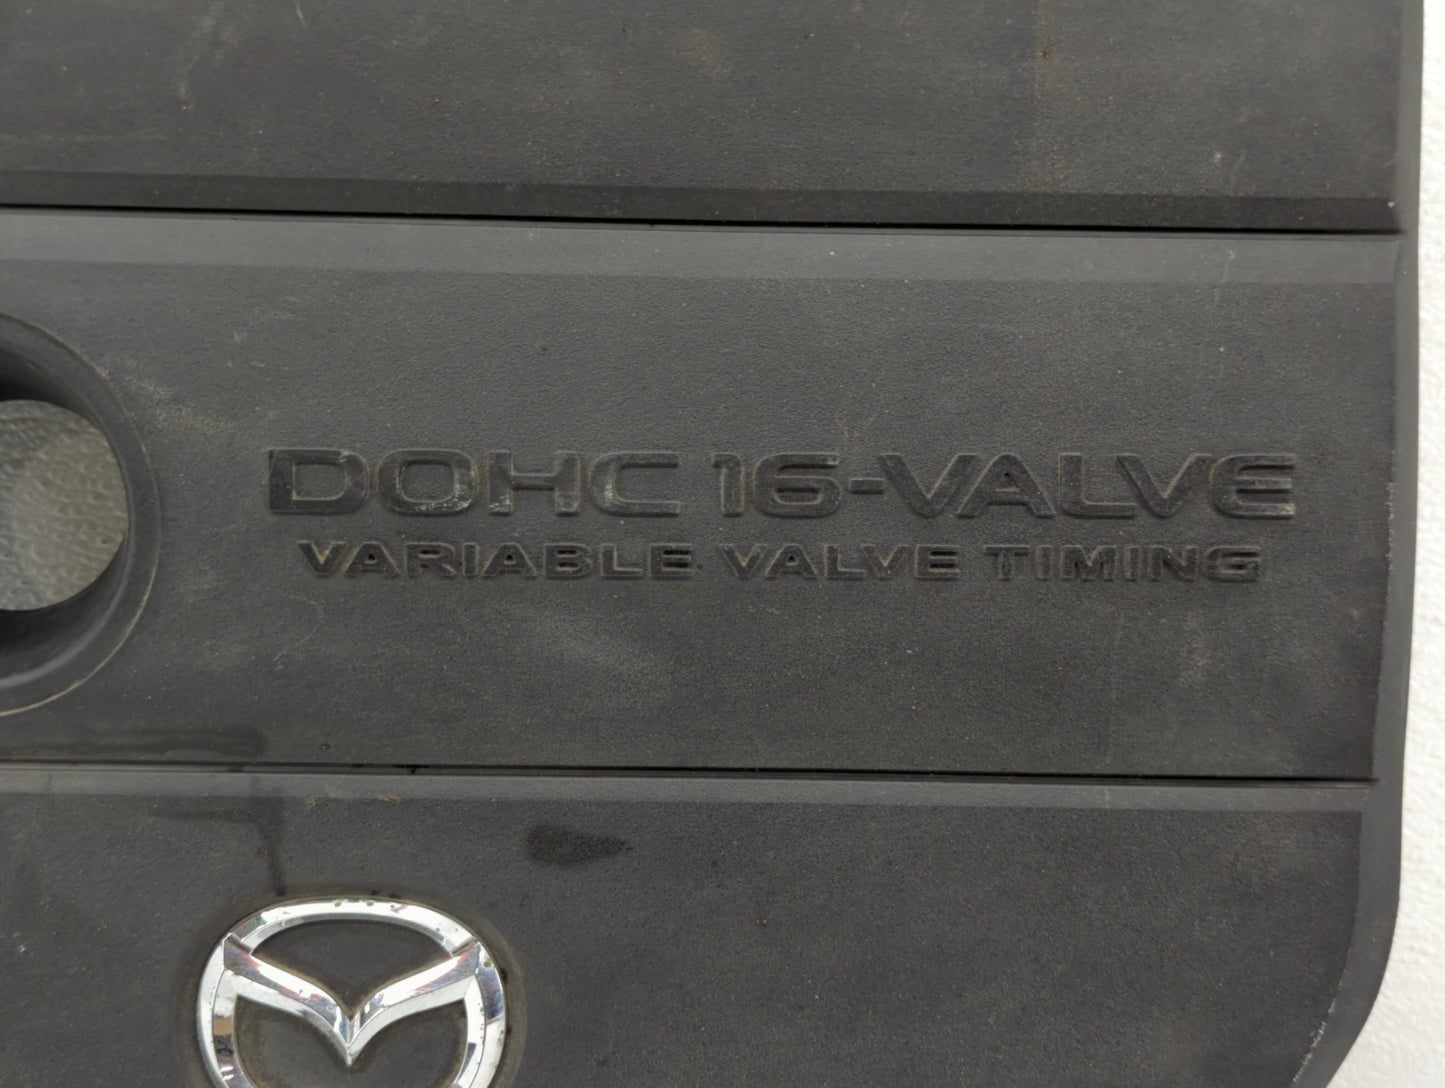 DOHC 16-VALVE
VARIABLE VALVE TIMING